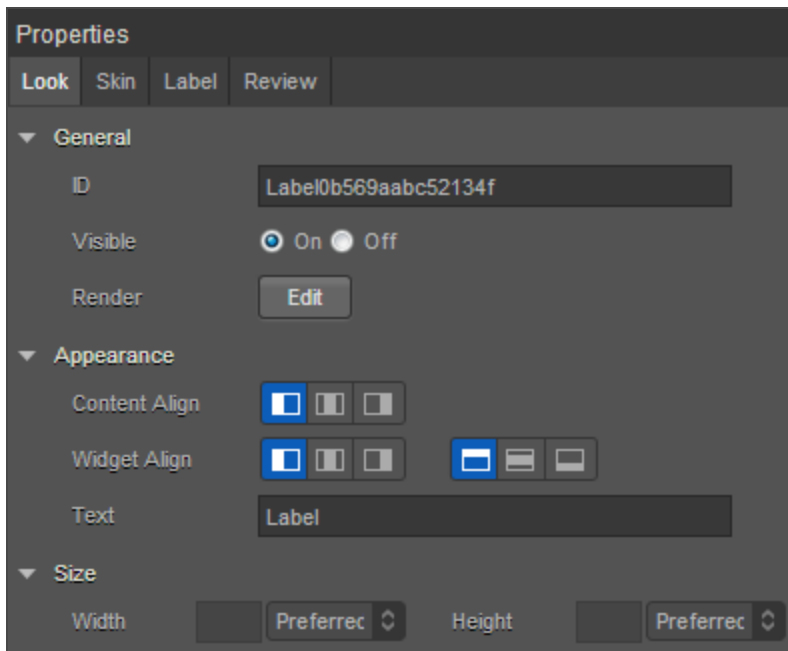 Properties
Look Skin Label Review
General
ID Label0b569aabc52134f
Visible On Off
Render Edit
Appearance
Content Align
Widget Align
Text Label
Size
Width Preferrec Height Preferrec